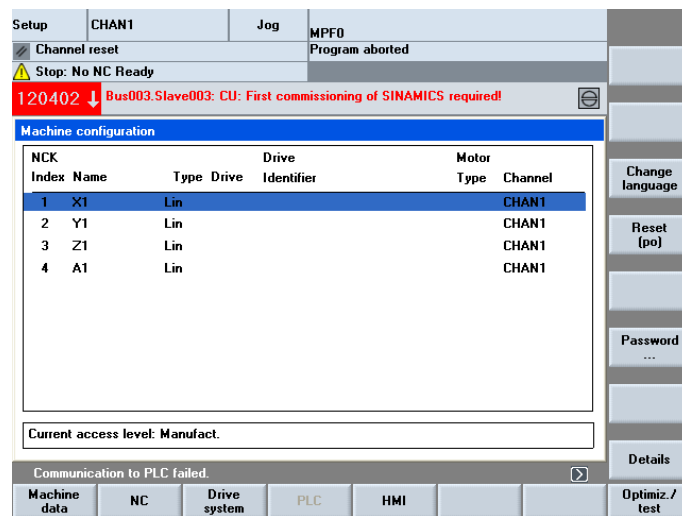 Setup CHAN1 Jog MPF0
Channel reset Program aborted
Stop: No NC Ready
120402 Bus003.Slave003: CU: First commissioning of SINAMICS required!
Machine configuration
NCK Drive Motor
Index Name Type Drive Identifier Type Channel
1 X1 Lin CHAN1
2 Y1 Lin CHAN1
3 Z1 Lin CHAN1
4 A1 Lin CHAN1
Current access level: Manufact.
Communication to PLC failed.
Change
language
Reset
(po)
Password
...
Details
Machine
data
NC
Drive
system
PLC
HMI
Optimiz./
test